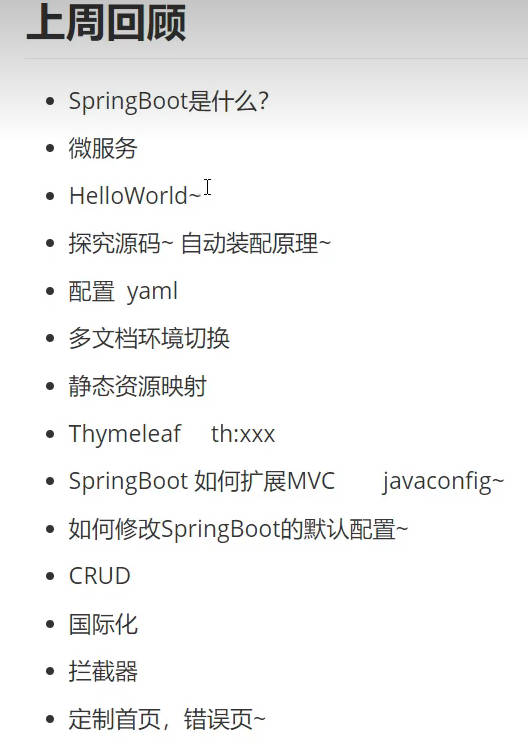 上周回顾
SpringBoot是什么？
微服务
HelloWorld~
探究源码~ 自动装配原理~
配置 yaml
多文档环境切换
静态资源映射
Thymeleaf th:xxx
SpringBoot 如何扩展MVC javaconfig~
如何修改SpringBoot的默认配置~
CRUD
国际化
拦截器
定制首页，错误页~